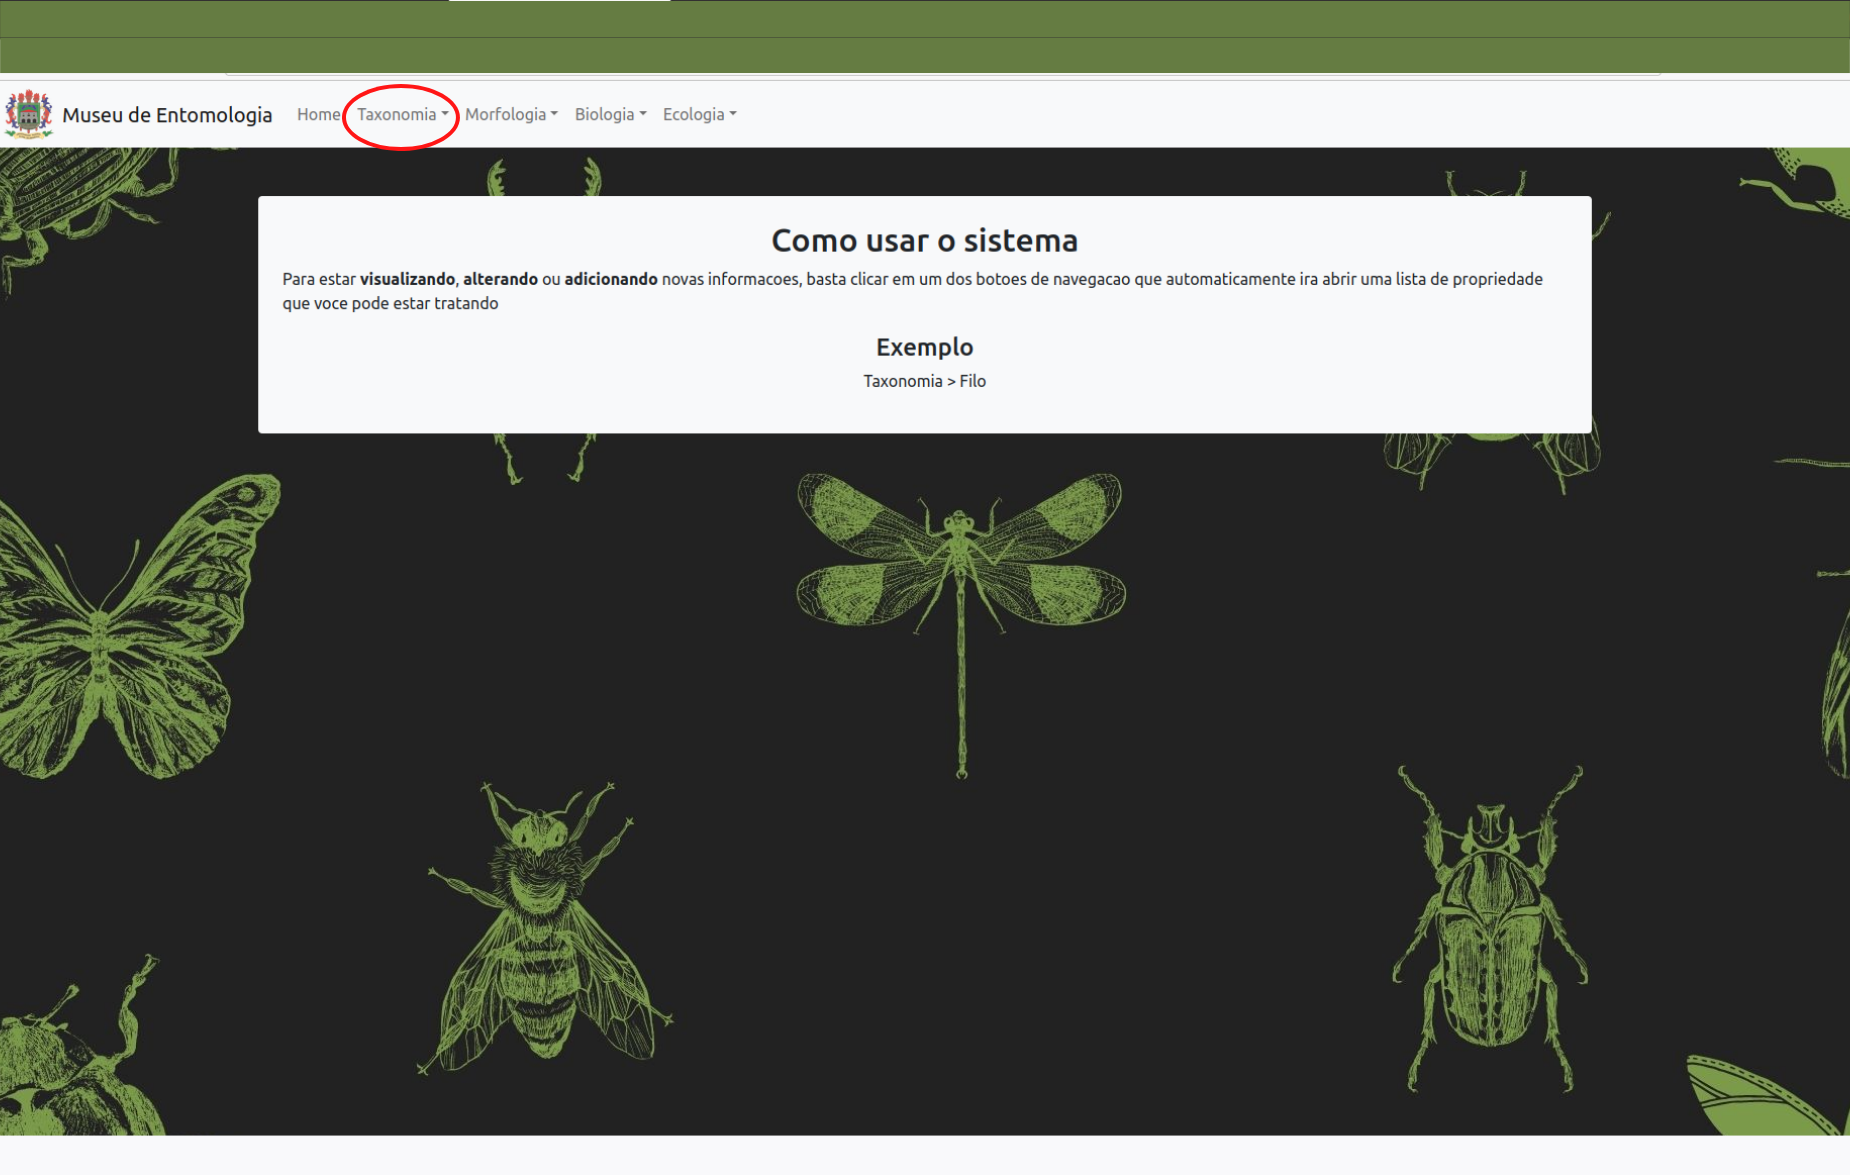 Museu de Entomologia Home Taxonomia Morfologia Biologia Ecologia
Como usar o sistema
Para estar visualizando, alterando ou adicionando novas informacoes, basta clicar em um dos botoes de navegacao que automaticamente ira abrir uma lista de propriedade
que voce pode estar tratando
Exemplo
Taxonomia > Filo